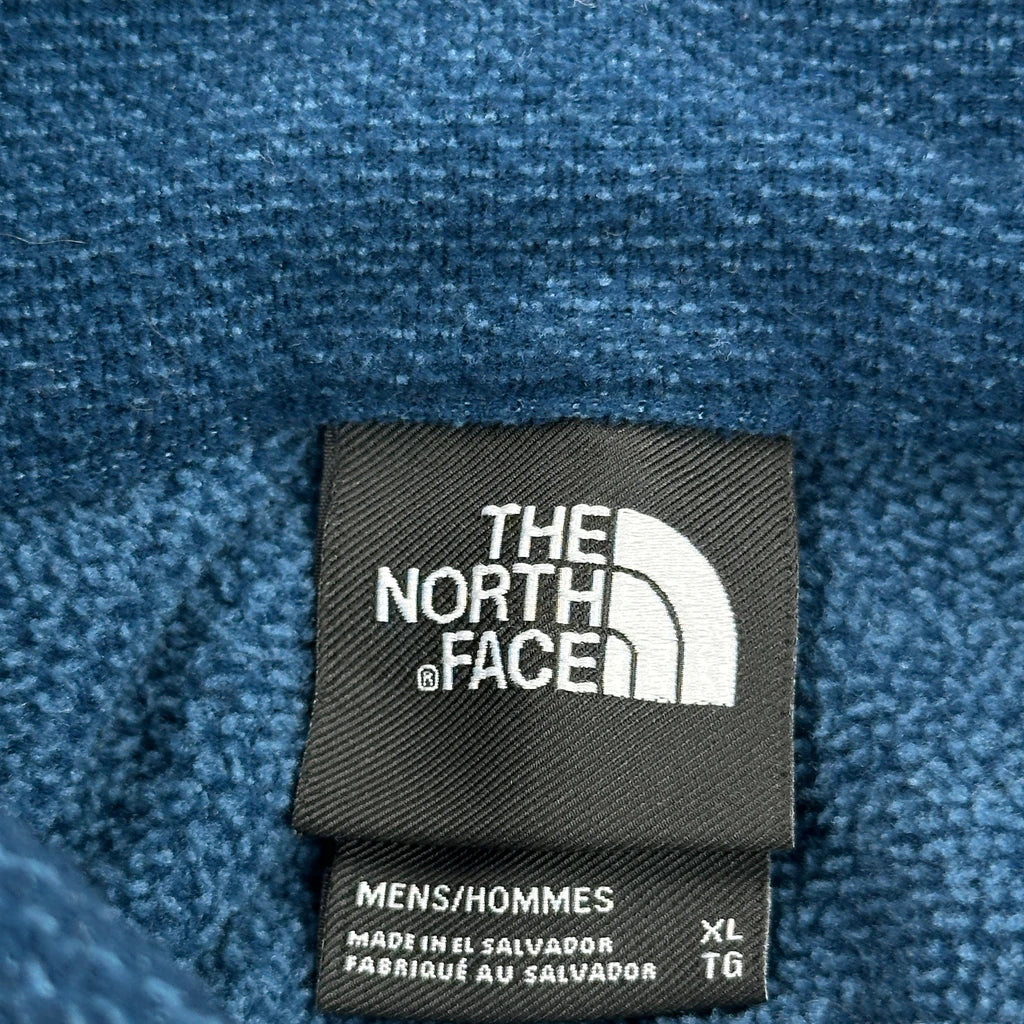 THE
NORTH
®FACE
MENS/HOMMES
MADE IN EL SALVADOR
FABRIQUÉ AU SALVADOR
XL
TG